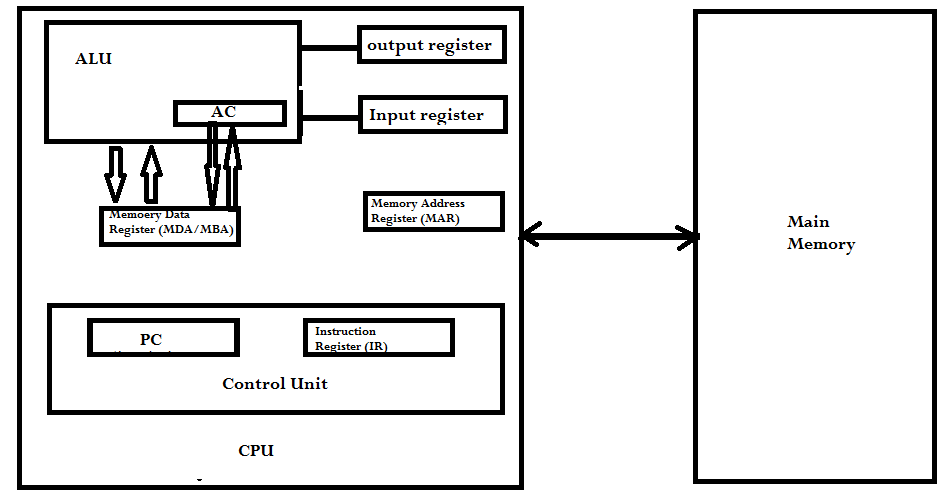 ALU
output register
AC
Input register
Memoery Data
Register (MDA/MBA)
Memory Address
Register (MAR)
Main
Memory
PC
Instruction
Register (IR)
Control Unit
CPU